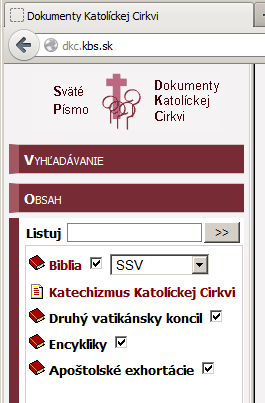 Dokumenty Katolíckej Cirkvi
dkc.kbs.sk
Sväté
Písmo
Dokumenty
Katolíckej
Cirkvi
VYHĽADÁVANIE
OBSAH
Listuj >>
Biblia SSV
Katechizmus Katolíckej Cirkvi
Druhý vatikánsky koncil
Encykliky
Apoštolské exhortácie